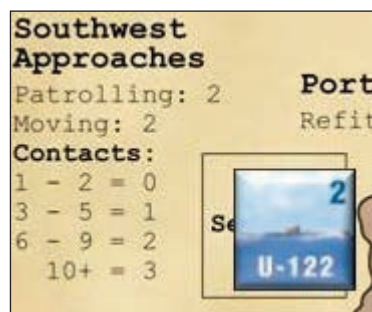 Southwest
Approaches
Patrolling: 2
Moving: 2
Contacts:
1 - 2 = 0
3 - 5 = 1
6 - 9 = 2
10+ = 3
Port
Refit
Se
2
U-122